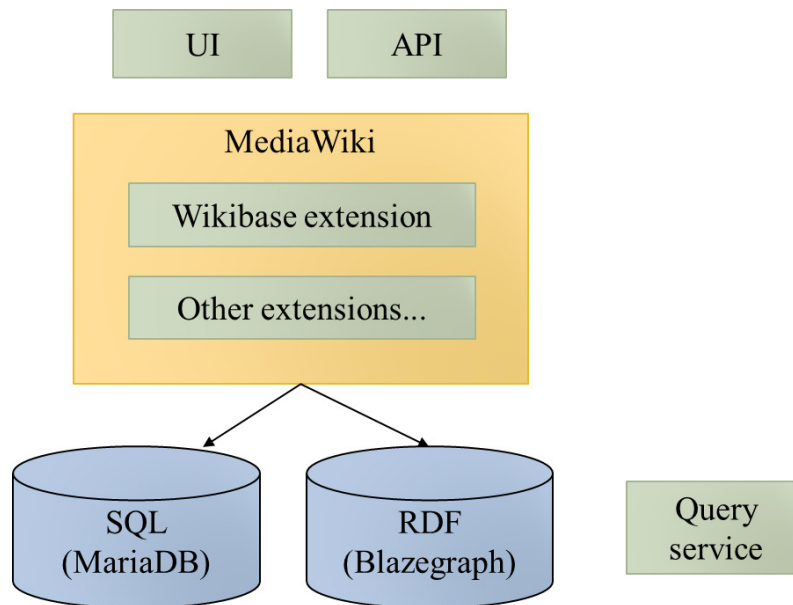 UI
API
MediaWiki
Wikibase extension
Other extensions...
SQL
(MariaDB)
RDF
(Blazegraph)
Query
service